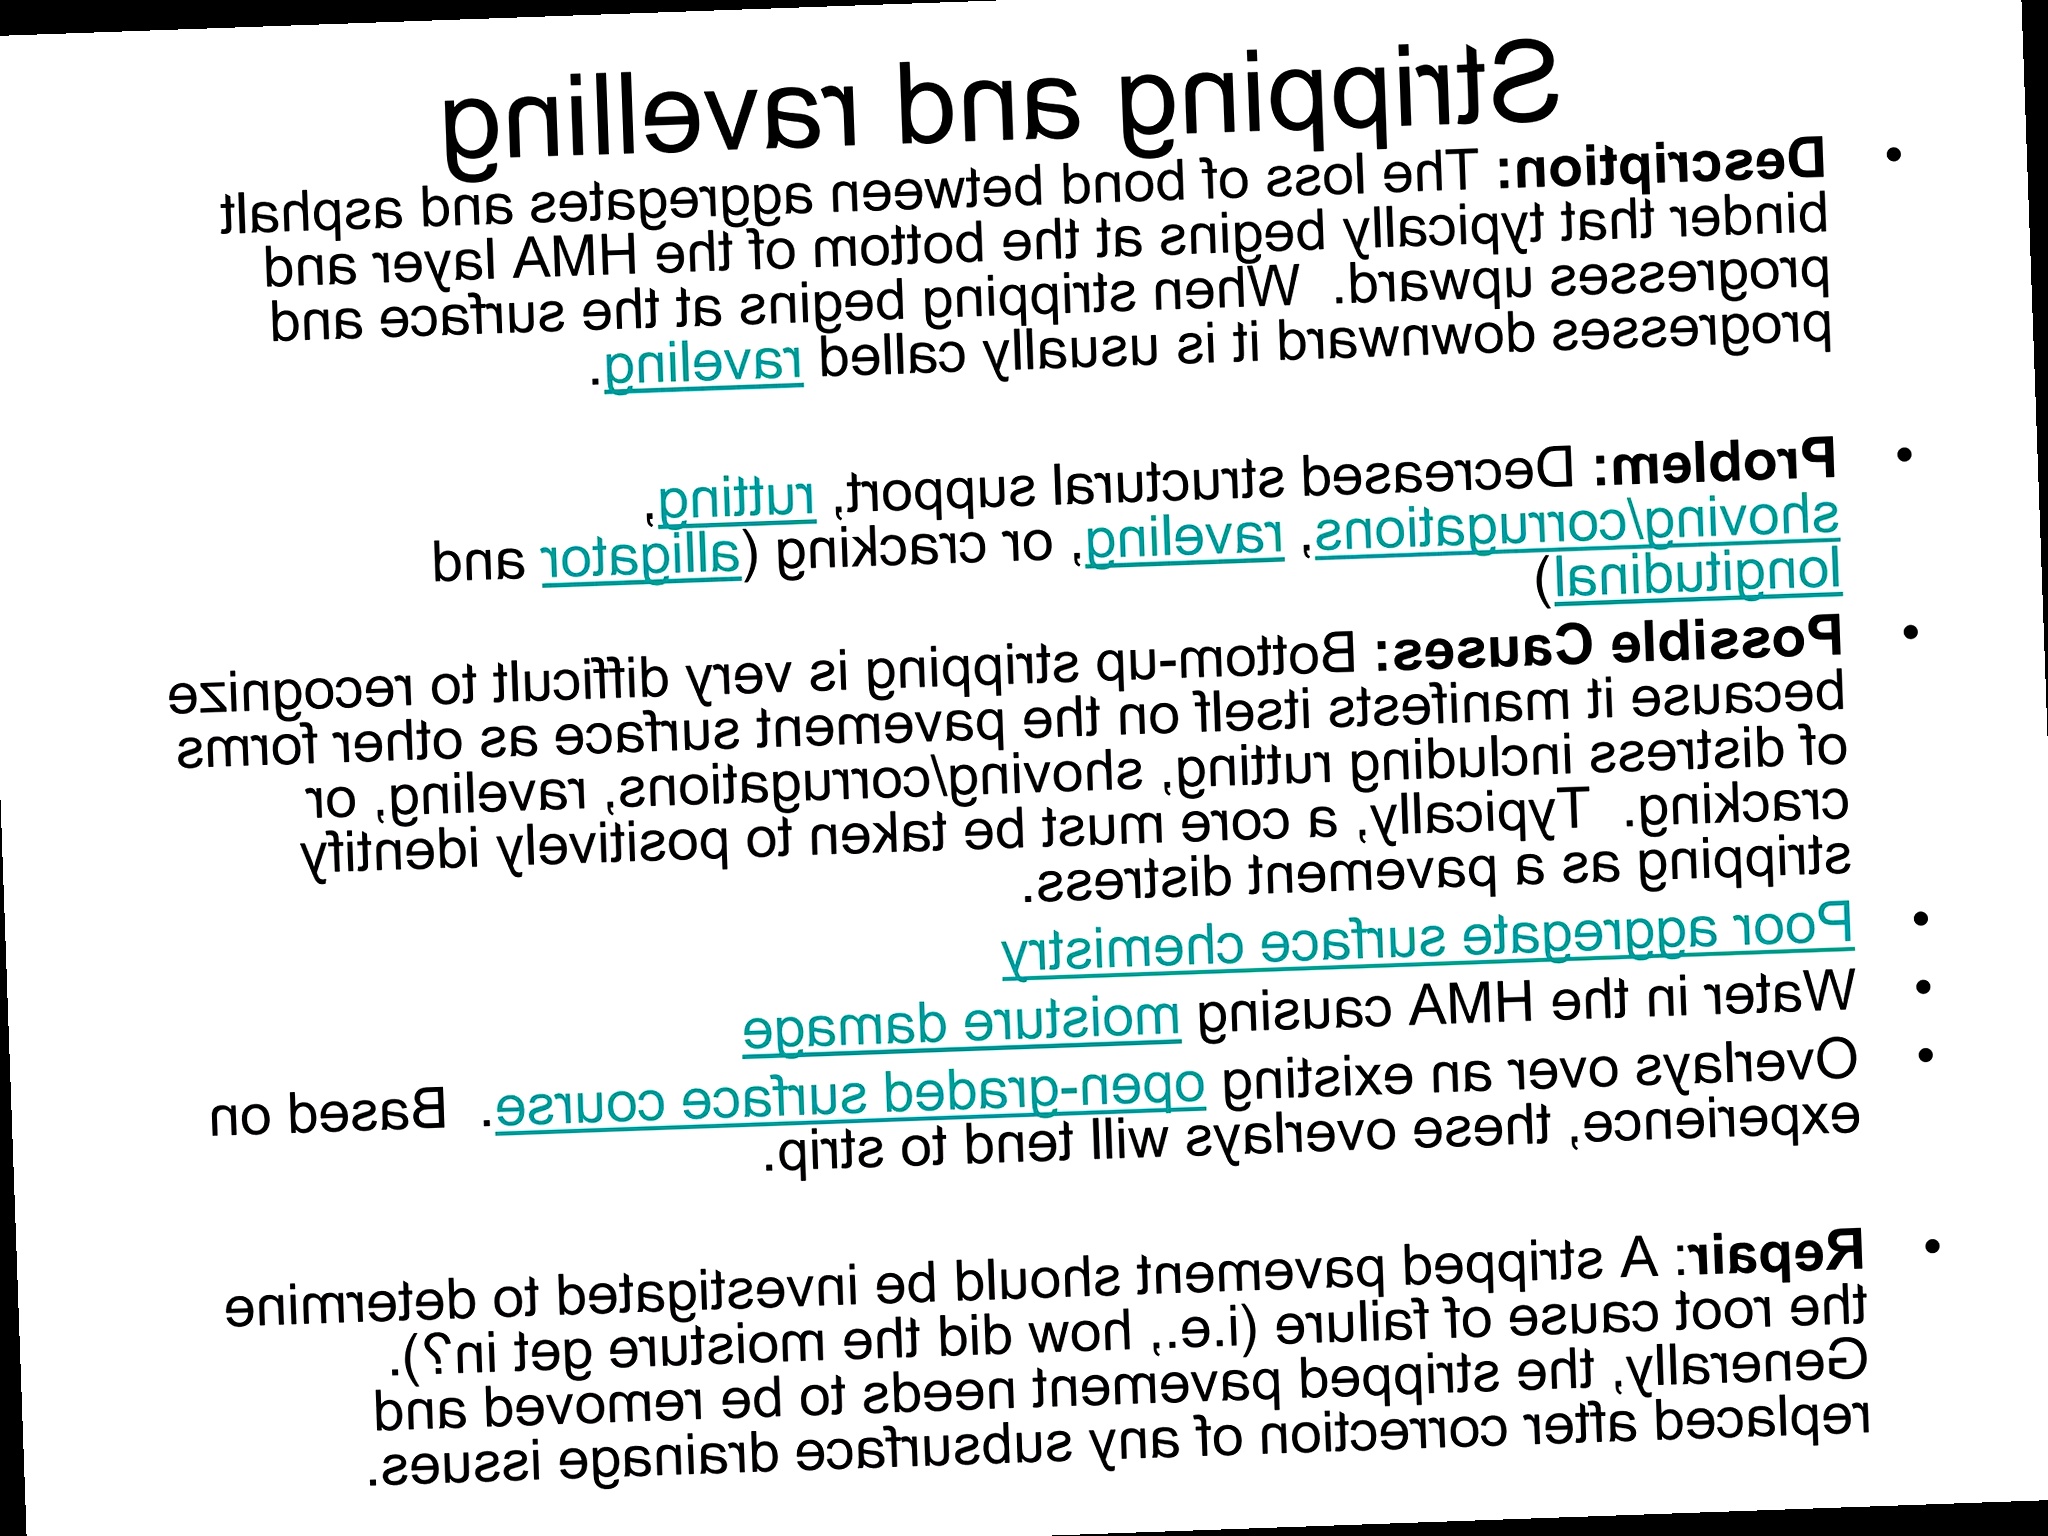 Stripping and ravelling
• Description: The loss of bond between aggregates and asphalt
binder that typically begins at the bottom of the HMA layer and
progresses upward.  When stripping begins at the surface and
progresses downward it is usually called raveling.
• Problem: Decreased structural support, rutting,
shoving/corrugations, raveling, or cracking (alligator and
longitudinal)
• Possible Causes: Bottom-up stripping is very difficult to recognize
because it manifests itself on the pavement surface as other forms
of distress including rutting, shoving/corrugations, raveling, or
cracking.  Typically, a core must be taken to positively identify
stripping as a pavement distress.
• Poor aggregate surface chemistry
• Water in the HMA causing moisture damage
• Overlays over an existing open-graded surface course.  Based on
experience, these overlays will tend to strip.
• Repair: A stripped pavement should be investigated to determine
the root cause of failure (i.e., how did the moisture get in?).
Generally, the stripped pavement needs to be removed and
replaced after correction of any subsurface drainage issues.